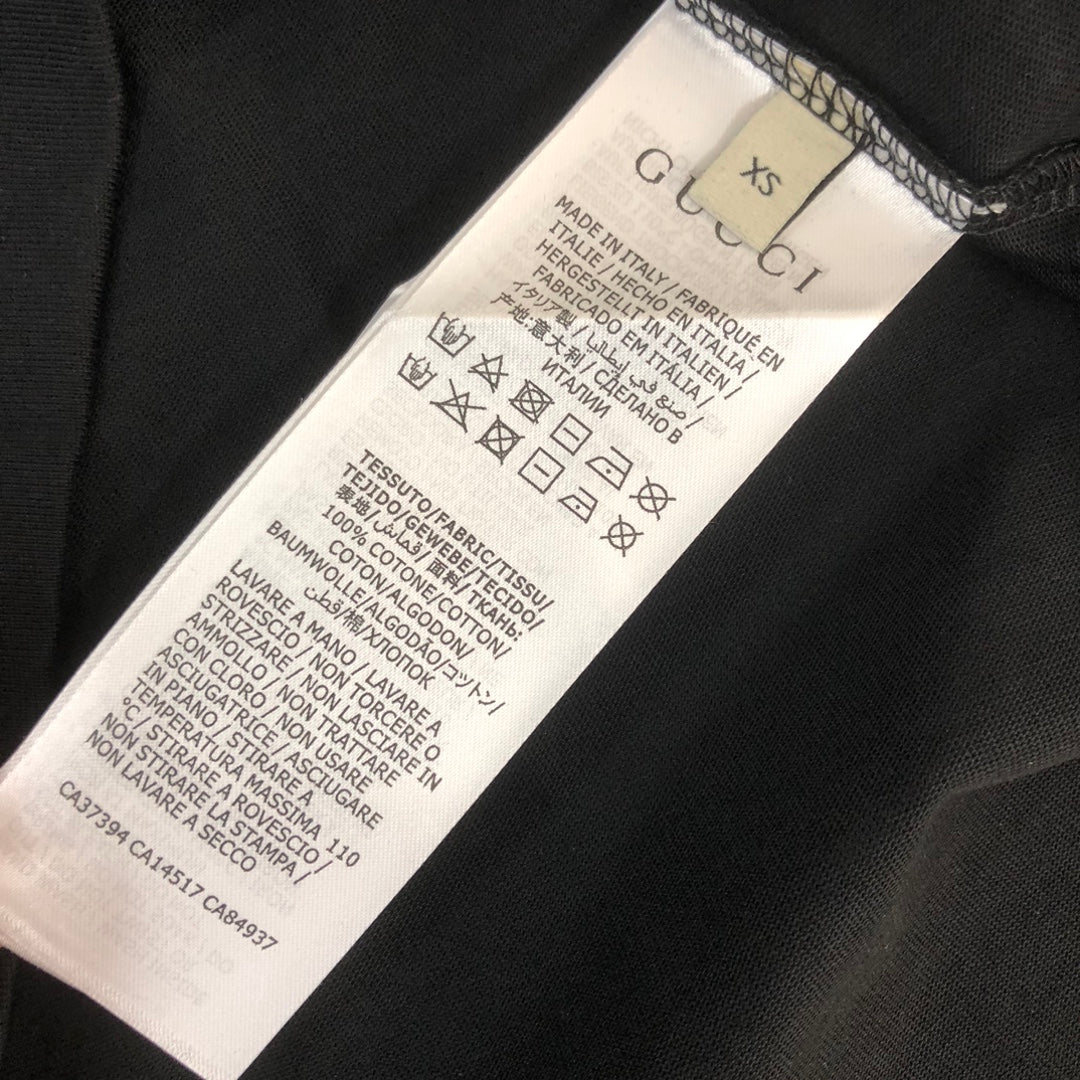 XS
GUCCI
MADE IN ITALY / FABRIQUÉ EN
ITALIE / HECHO EN ITALIA /
HERGESTELLT IN ITALIEN /
FABRICADO EM ITÁLIA /
イタリア製 / صنع في إيطاليا /
产地:意大利 / СДЕЛАНО В
ИТАЛИИ
TESSUTO/FABRIC/TISSU/
TEJIDO/GEWEBE/TECIDO/
表地/قماش/面料/ТКАНЬ:
100% COTONE/COTTON/
COTON/ALGODON/
BAUMWOLLE/ALGODÃO/コットン/
قطن/棉/ХЛОПОК
LAVARE A MANO / LAVARE A
ROVESCIO / NON TORCERE O
STRIZZARE / NON LASCIARE IN
AMMOLLO / NON TRATTARE
CON CLORO / NON USARE
ASCIUGATRICE / ASCIUGARE
IN PIANO / STIRARE A
TEMPERATURA MASSIMA 110
°C / STIRARE A ROVESCIO /
NON STIRARE LA STAMPA /
NON LAVARE A SECCO
CA37394 CA14517 CA84937